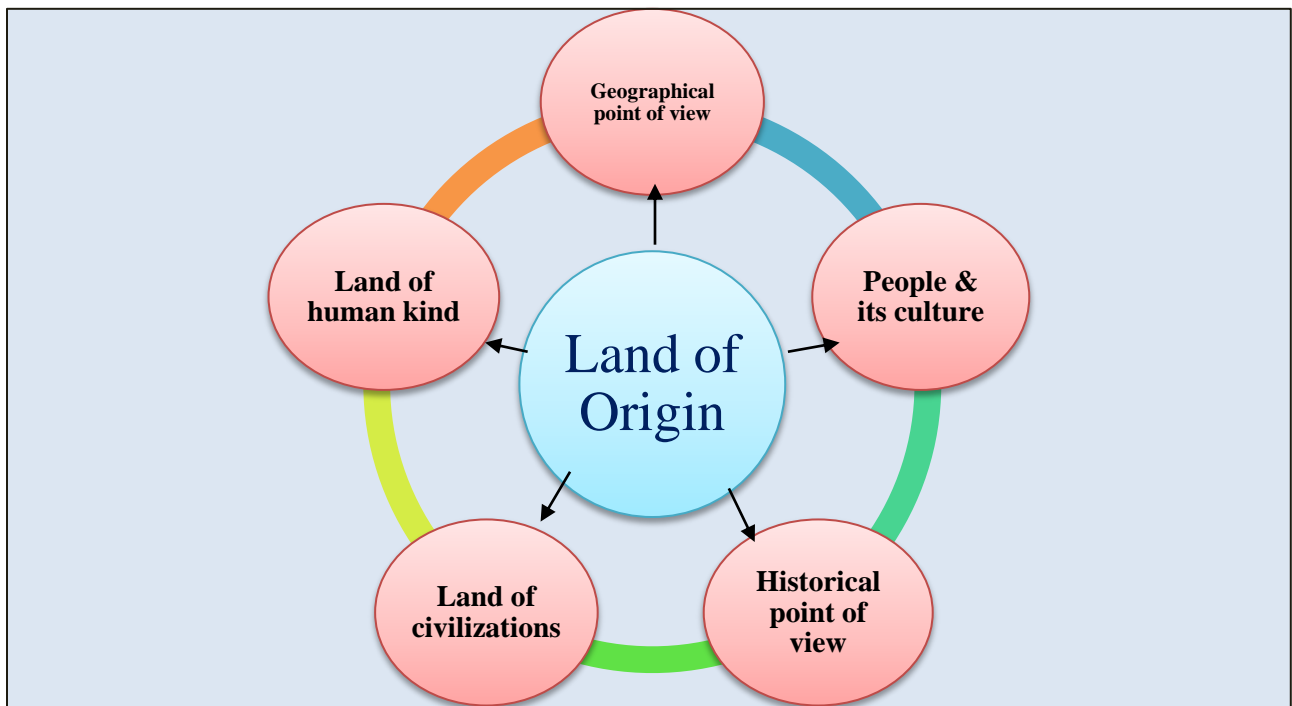 Geographical
point of view
Land of
human kind
People &
its culture
Land of
Origin
Land of
civilizations
Historical
point of
view